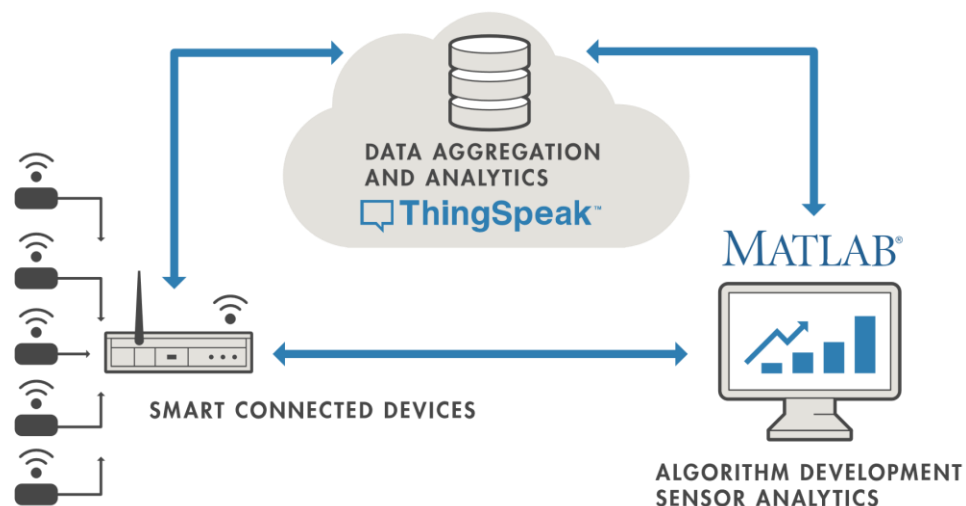 DATA AGGREGATION
AND ANALYTICS
ThingSpeak™
MATLAB®
SMART CONNECTED DEVICES
ALGORITHM DEVELOPMENT
SENSOR ANALYTICS